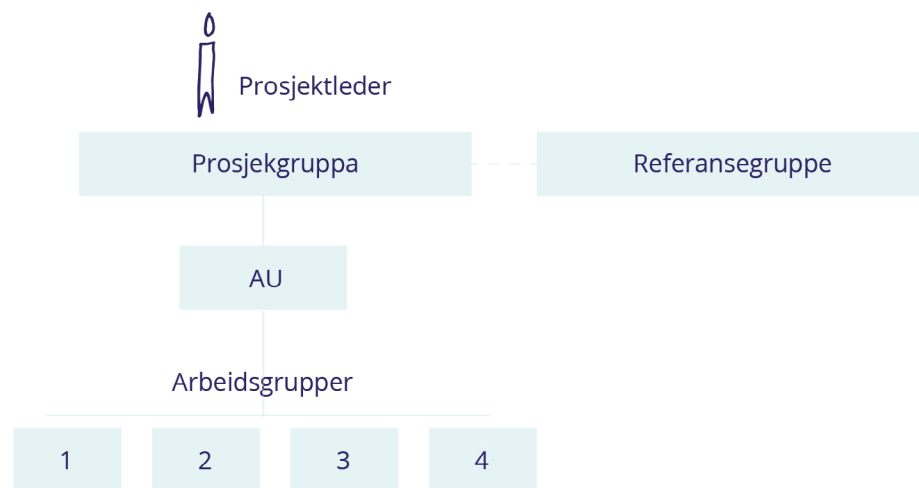 Prosjektleder
Prosjekgruppa
Referansegruppe
AU
Arbeidsgrupper
1
2
3
4